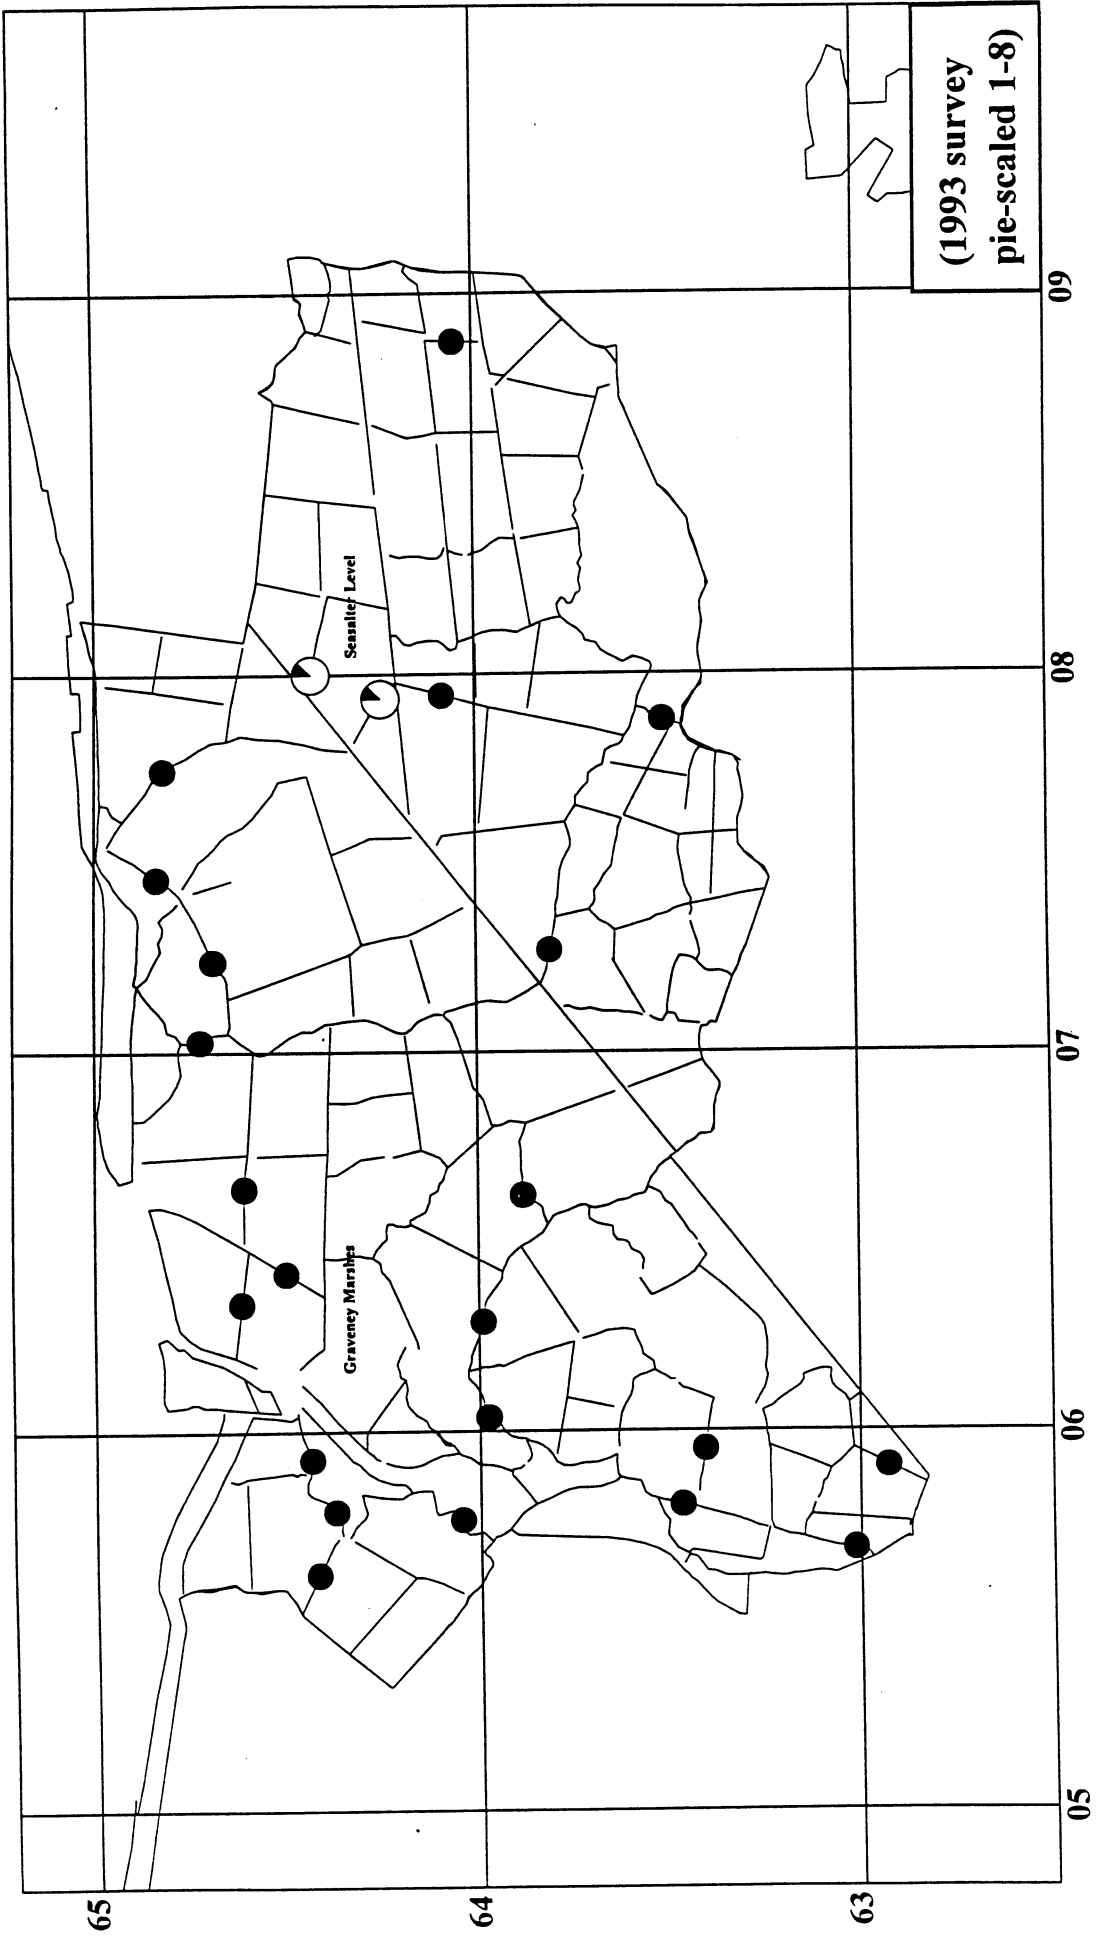 (1993 survey
pie-scaled 1-8)
Seasalter Level
Graveney Marshes
65
64
63
05
06
07
08
09